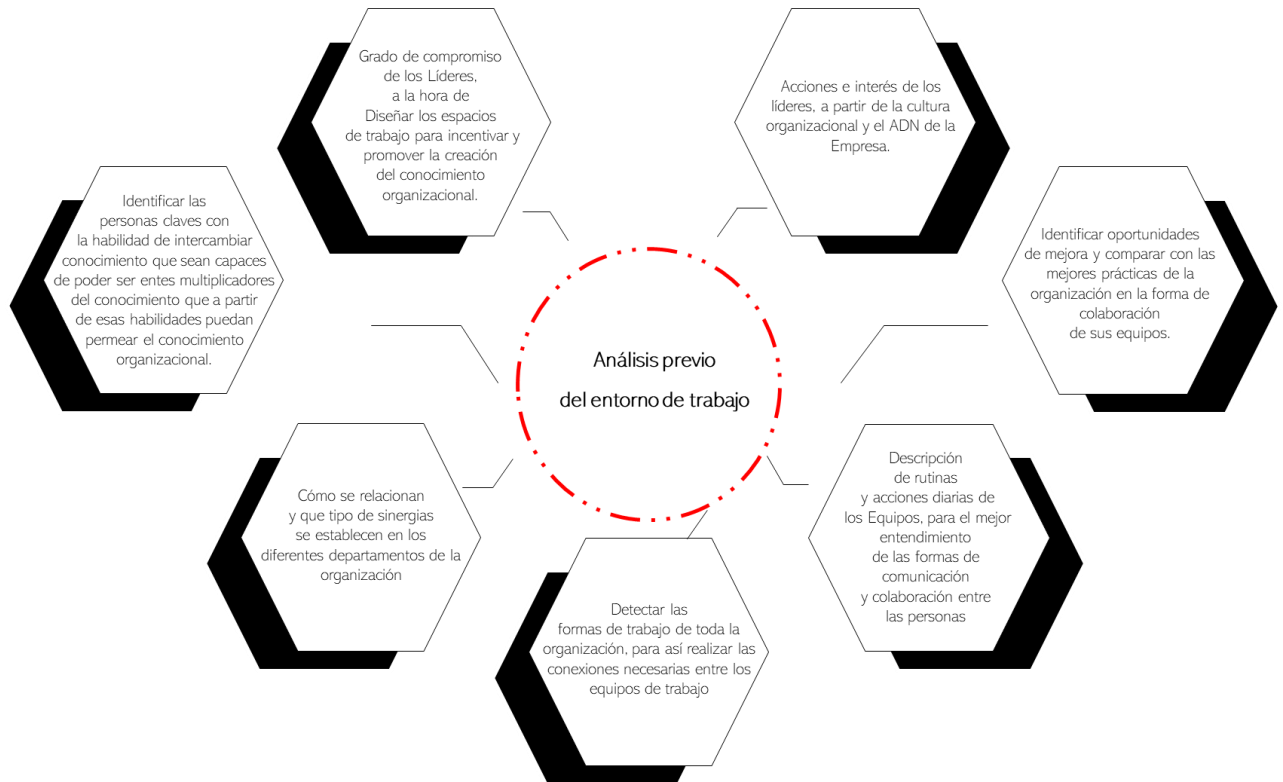 Grado de compromiso
de los Líderes,
a la hora de
Diseñar los espacios
de trabajo para incentivar y
promover la creación
del conocimiento
organizacional.
Acciones e interés de los
líderes, a partir de la cultura
organizacional y el ADN de la
Empresa.
Identificar las
personas claves con
la habilidad de intercambiar
conocimiento que sean capaces
de poder ser entes multiplicadores
del conocimiento que a partir
de esas habilidades puedan
permear el conocimiento
organizacional.
Identificar oportunidades
de mejora y comparar con las
mejores prácticas de la
organización en la forma de
colaboración
de sus equipos.
Análisis previo
del entorno de trabajo
Cómo se relacionan
y que tipo de sinergias
se establecen en los
diferentes departamentos de la
organización
Descripción
de rutinas
y acciones diarias de
los Equipos, para el mejor
entendimiento
de las formas de
comunicación
y colaboración entre
las personas
Detectar las
formas de trabajo de toda la
organización, para así realizar las
conexiones necesarias entre los
equipos de trabajo